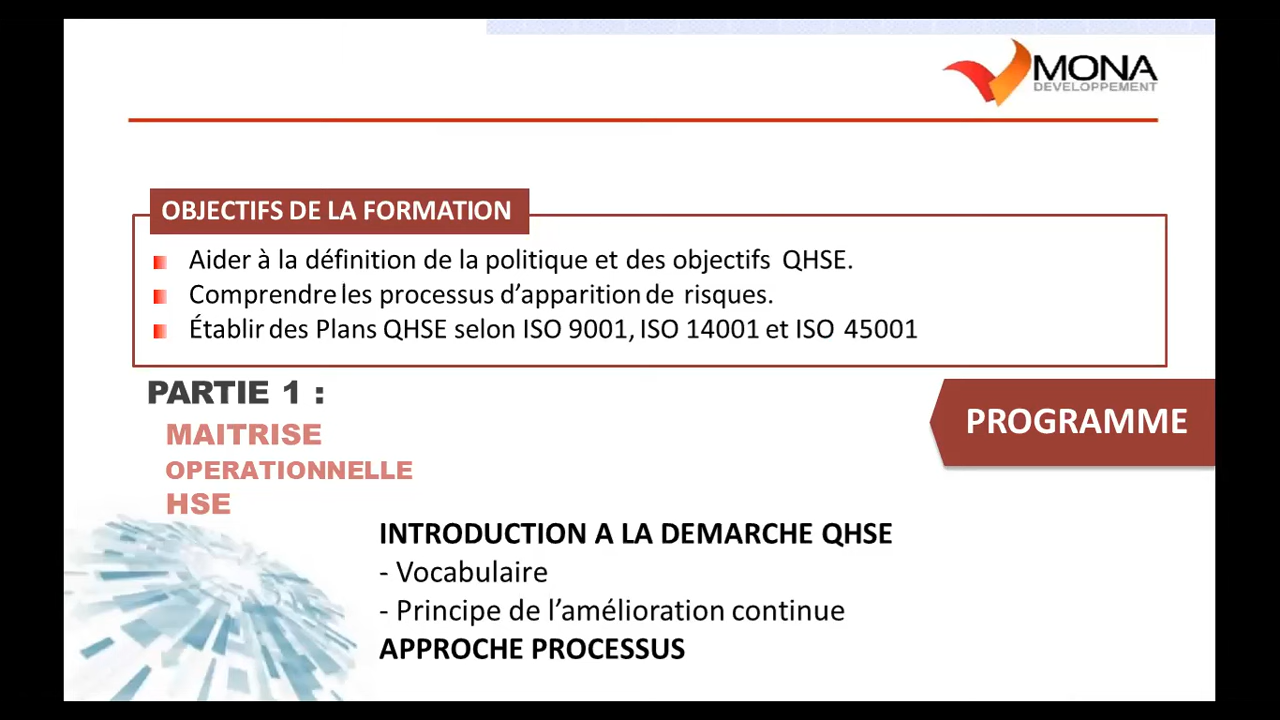 MONA
DEVELOPPEMENT
OBJECTIFS DE LA FORMATION
Aider à la définition de la politique et des objectifs QHSE.
Comprendre les processus d’apparition de risques.
Établir des Plans QHSE selon ISO 9001, ISO 14001 et ISO 45001
PARTIE 1 :
MAITRISE
OPERATIONNELLE
HSE
PROGRAMME
INTRODUCTION A LA DEMARCHE QHSE
- Vocabulaire
- Principe de l’amélioration continue
APPROCHE PROCESSUS